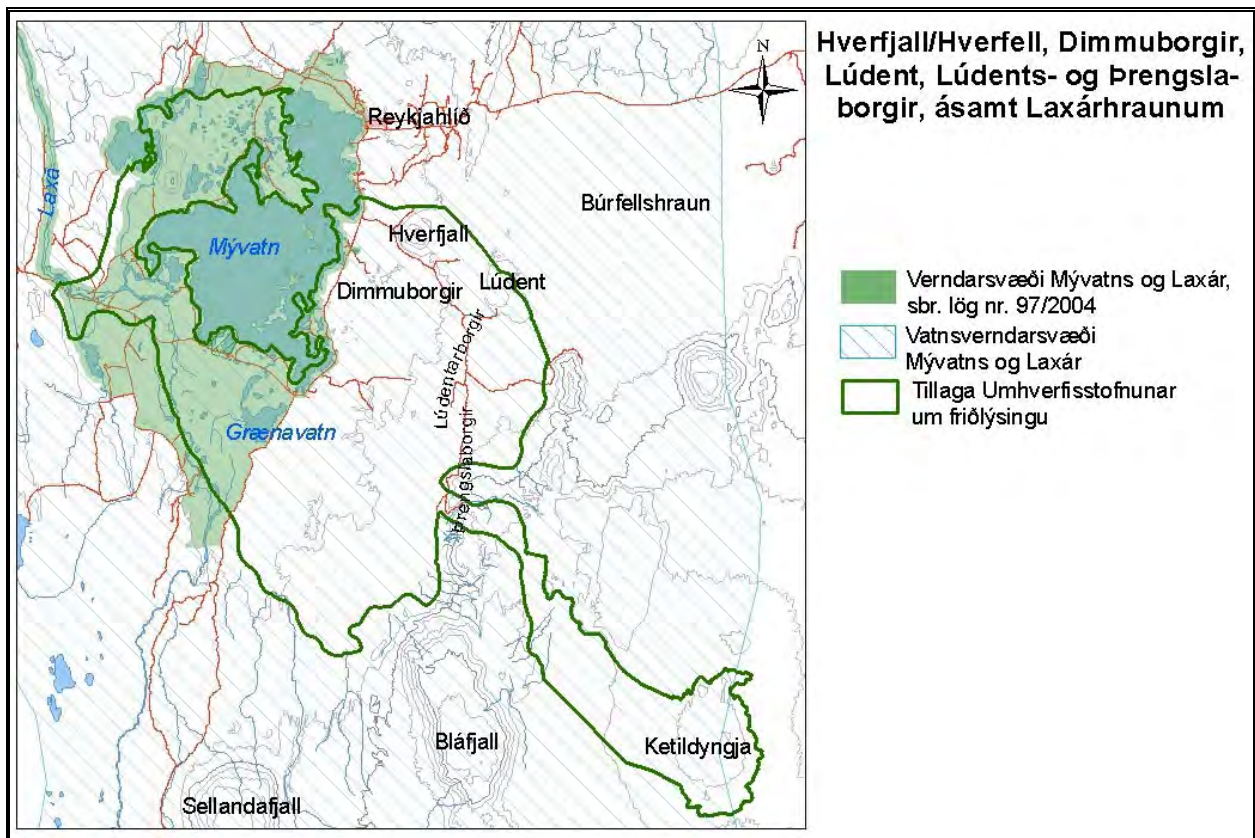 Hverfjall/Hverfell, Dimmuborgir,
Lúdent, Lúdents- og Þrengsla-
borgir, ásamt Laxárhraunum
N
Reykjahlíð
Laxá
Búrfellshraun
Mývatn
Hverfjall
Lúdent
Dimmuborgir
Lúdentarborgir
Þrengslaborgir
Grænavatn
Bláfjall
Ketildyngja
Sellandafjall
Verndarsvæði Mývatns og Laxár,
sbr. lög nr. 97/2004
Vatnsverndarsvæði
Mývatns og Laxár
Tillaga Umhverfisstofnunar
um friðlýsingu